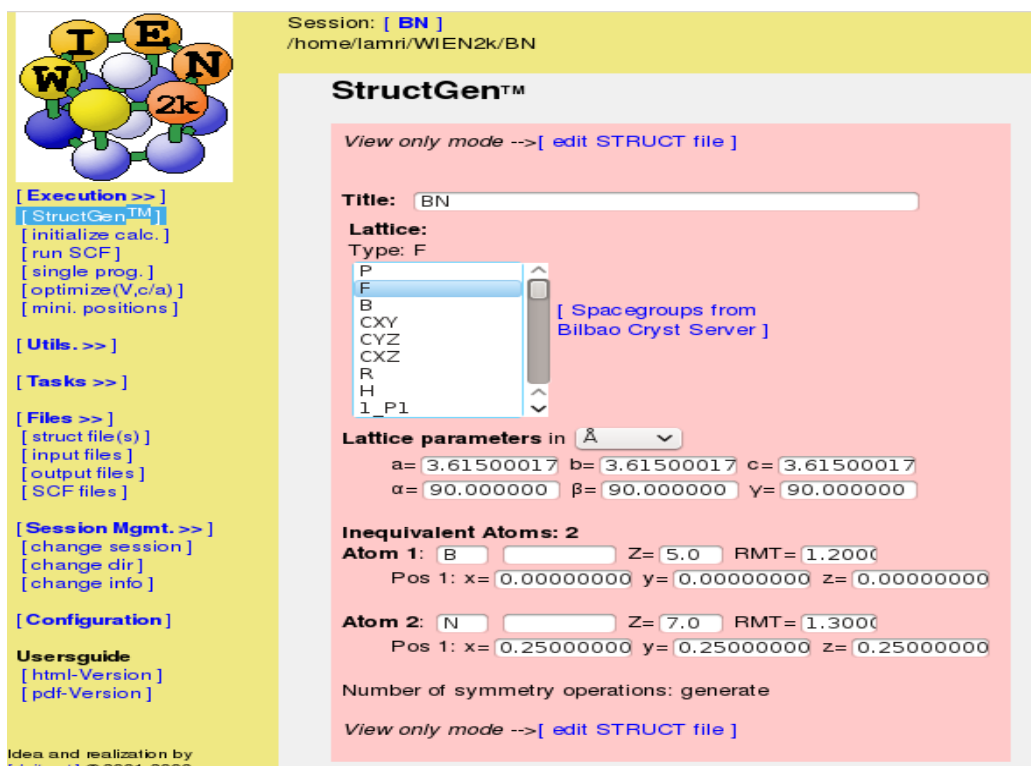 W I E N 2k
Session: [ BN ]
/home/lamri/WIEN2k/BN
[ Execution >> ]
[ StructGen™ ]
[ initialize calc. ]
[ run SCF ]
[ single prog. ]
[ optimize(V,c/a) ]
[ mini. positions ]
[ Utils. >> ]
[ Tasks >> ]
[ Files >> ]
[ struct file(s) ]
[ input files ]
[ output files ]
[ SCF files ]
[ Session Mgmt. >> ]
[ change session ]
[ change dir ]
[ change info ]
[ Configuration ]
Usersguide
[ html-Version ]
[ pdf-Version ]
Idea and realization by
StructGen™
View only mode -->[ edit STRUCT file ]
Title: BN
Lattice:
Type: F
P
F
B
CXY
CYZ
CXZ
R
H
1_P1
[ Spacegroups from
Bilbao Cryst Server ]
Lattice parameters in Å
a= 3.61500017 b= 3.61500017 c= 3.61500017
α= 90.000000 β= 90.000000 γ= 90.000000
Inequivalent Atoms: 2
Atom 1: B Z= 5.0 RMT= 1.2000
Pos 1: x= 0.00000000 y= 0.00000000 z= 0.00000000
Atom 2: N Z= 7.0 RMT= 1.3000
Pos 1: x= 0.25000000 y= 0.25000000 z= 0.25000000
Number of symmetry operations: generate
View only mode -->[ edit STRUCT file ]